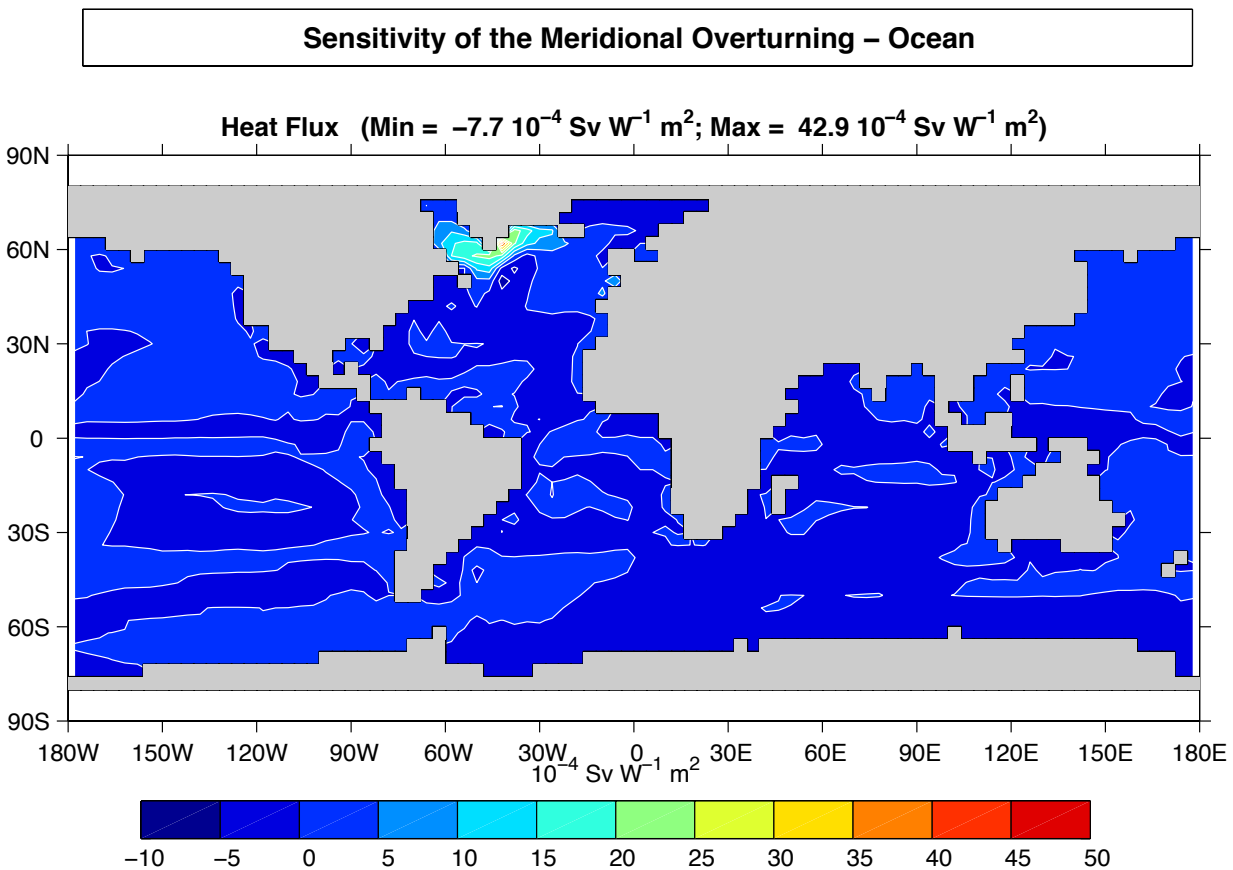 Sensitivity of the Meridional Overturning – Ocean
Heat Flux (Min = −7.7 10⁻⁴ Sv W⁻¹ m²; Max = 42.9 10⁻⁴ Sv W⁻¹ m²)
90N
60N
30N
0
30S
60S
90S
180W 150W 120W 90W 60W 30W 0 30E 60E 90E 120E 150E 180E
10⁻⁴ Sv W⁻¹ m²
−10 −5 0 5 10 15 20 25 30 35 40 45 50